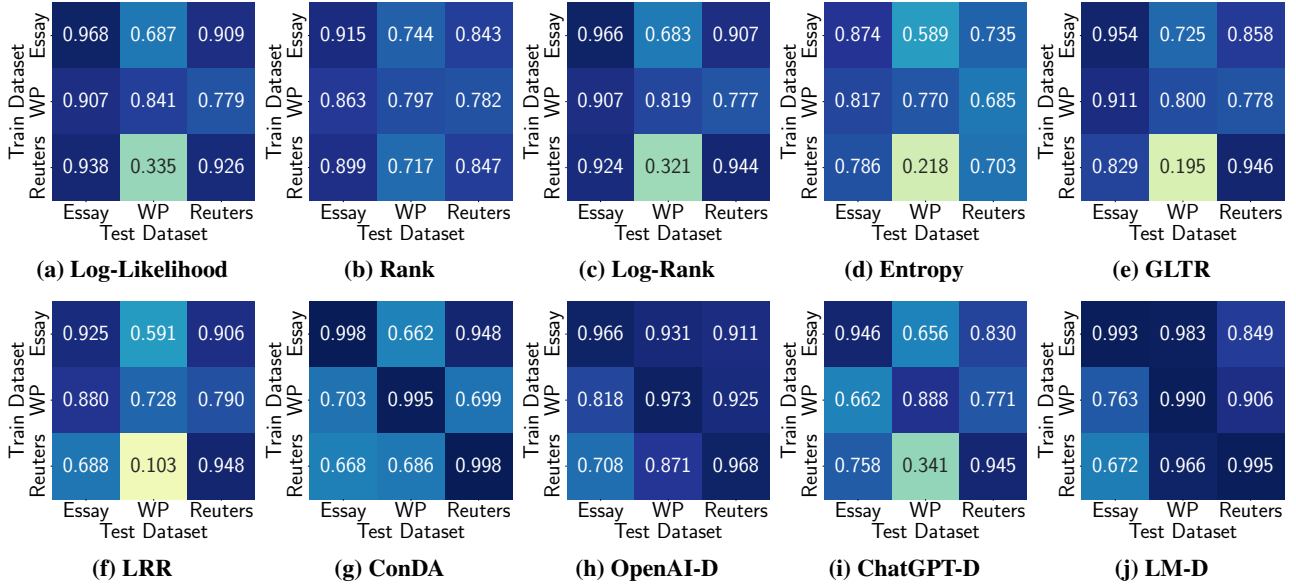 Train Dataset
Essay 0.968 0.687 0.909
WP 0.907 0.841 0.779
Reuters 0.938 0.335 0.926
Essay WP Reuters
Test Dataset
(a) Log-Likelihood
Train Dataset
Essay 0.915 0.744 0.843
WP 0.863 0.797 0.782
Reuters 0.899 0.717 0.847
Essay WP Reuters
Test Dataset
(b) Rank
Train Dataset
Essay 0.966 0.683 0.907
WP 0.907 0.819 0.777
Reuters 0.924 0.321 0.944
Essay WP Reuters
Test Dataset
(c) Log-Rank
Train Dataset
Essay 0.874 0.589 0.735
WP 0.817 0.770 0.685
Reuters 0.786 0.218 0.703
Essay WP Reuters
Test Dataset
(d) Entropy
Train Dataset
Essay 0.954 0.725 0.858
WP 0.911 0.800 0.778
Reuters 0.829 0.195 0.946
Essay WP Reuters
Test Dataset
(e) GLTR
Train Dataset
Essay 0.925 0.591 0.906
WP 0.880 0.728 0.790
Reuters 0.688 0.103 0.948
Essay WP Reuters
Test Dataset
(f) LRR
Train Dataset
Essay 0.998 0.662 0.948
WP 0.703 0.995 0.699
Reuters 0.668 0.686 0.998
Essay WP Reuters
Test Dataset
(g) ConDA
Train Dataset
Essay 0.966 0.931 0.911
WP 0.818 0.973 0.925
Reuters 0.708 0.871 0.968
Essay WP Reuters
Test Dataset
(h) OpenAI-D
Train Dataset
Essay 0.946 0.656 0.830
WP 0.662 0.888 0.771
Reuters 0.758 0.341 0.945
Essay WP Reuters
Test Dataset
(i) ChatGPT-D
Train Dataset
Essay 0.993 0.983 0.849
WP 0.763 0.990 0.906
Reuters 0.672 0.966 0.995
Essay WP Reuters
Test Dataset
(j) LM-D